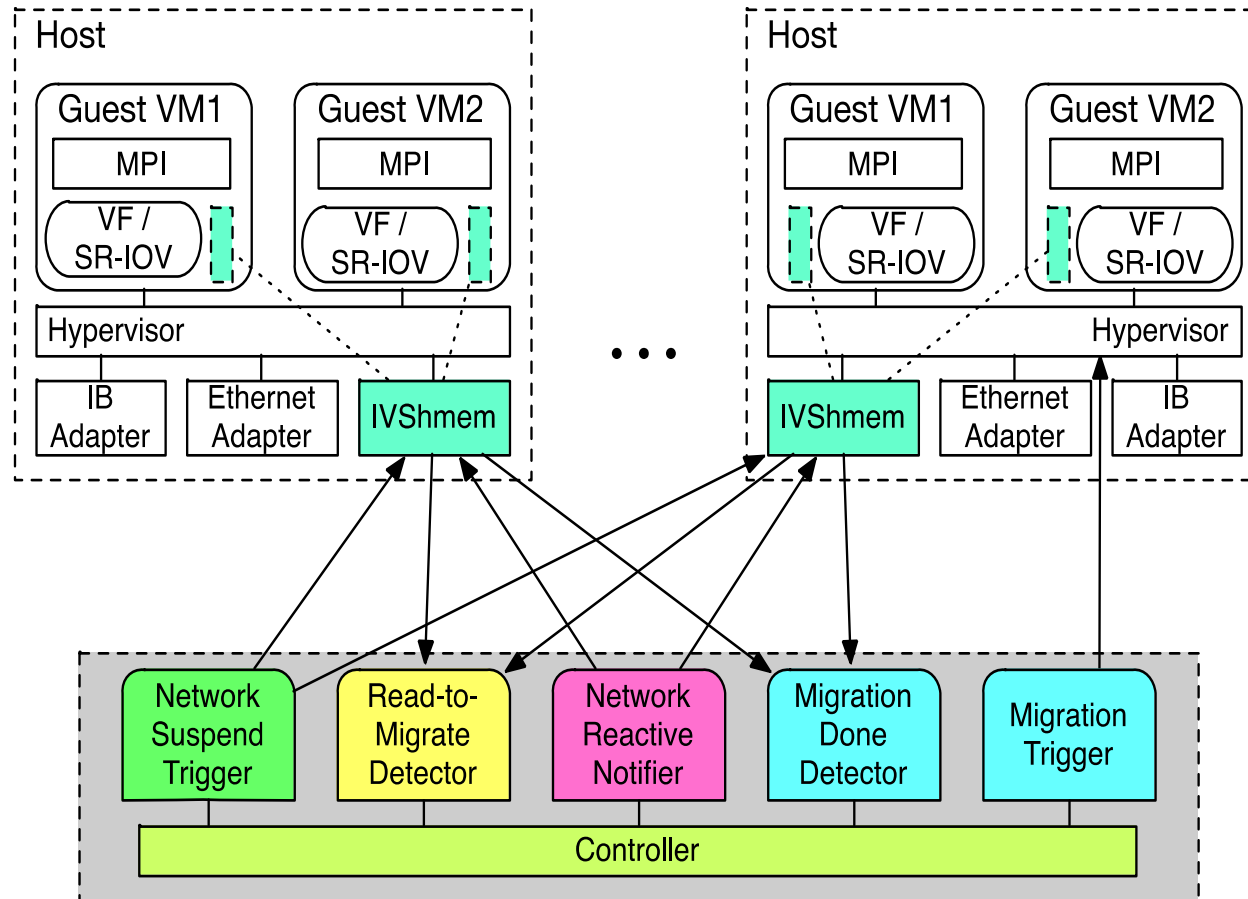 Host
Guest VM1
MPI
VF /
SR-IOV
Guest VM2
MPI
VF /
SR-IOV
Hypervisor
IB
Adapter
Ethernet
Adapter
IVShmem
Host
Guest VM1
MPI
VF /
SR-IOV
Guest VM2
MPI
VF /
SR-IOV
Hypervisor
IVShmem
Ethernet
Adapter
IB
Adapter
Network
Suspend
Trigger
Read-to-
Migrate
Detector
Network
Reactive
Notifier
Migration
Done
Detector
Migration
Trigger
Controller